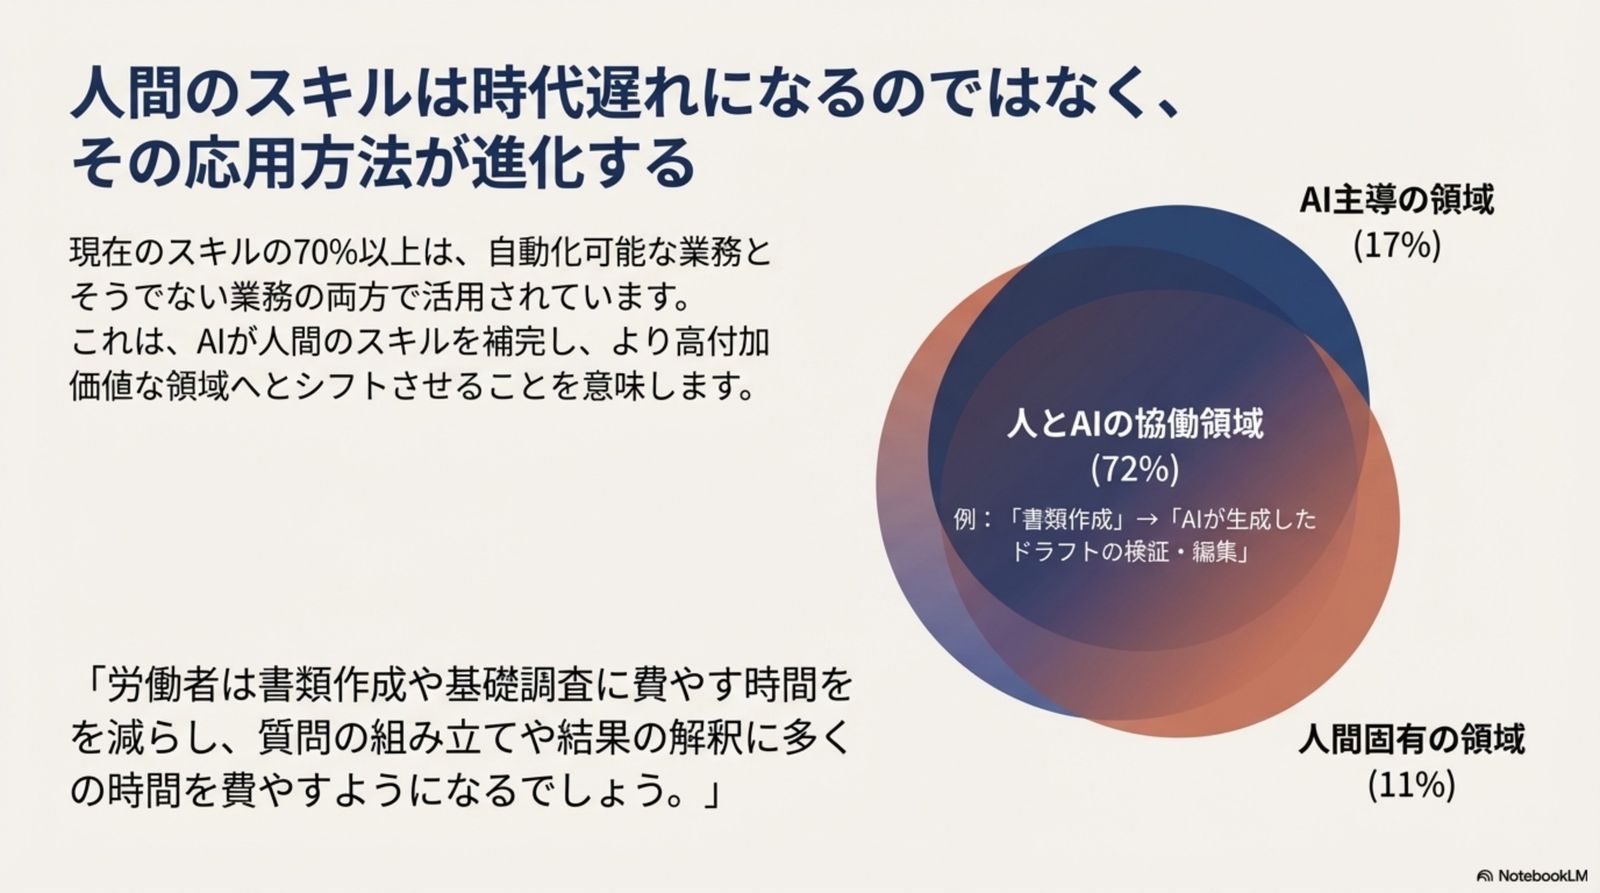 人間のスキルは時代遅れになるのではなく、
その応用方法が進化する
現在のスキルの70%以上は、自動化可能な業務と
そうでない業務の両方で活用されています。
これは、AIが人間のスキルを補完し、より高付加
価値な領域へとシフトさせることを意味します。
AI主導の領域
(17%)
人とAIの協働領域
(72%)
例：「書類作成」→「AIが生成した
ドラフトの検証・編集」
「労働者は書類作成や基礎調査に費やす時間を
を減らし、質問の組み立てや結果の解釈に多く
の時間を費やすようになるでしょう。」
人間固有の領域
(11%)
NotebookLM